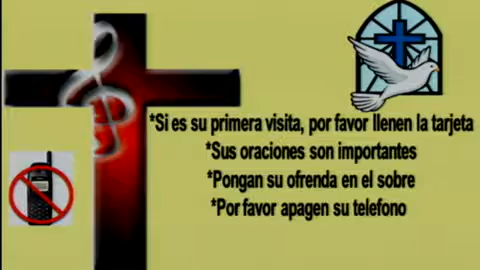 *Si es su primera visita, por favor llenen la tarjeta
*Sus oraciones son importantes
*Pongan su ofrenda en el sobre
*Por favor apagen su telefono